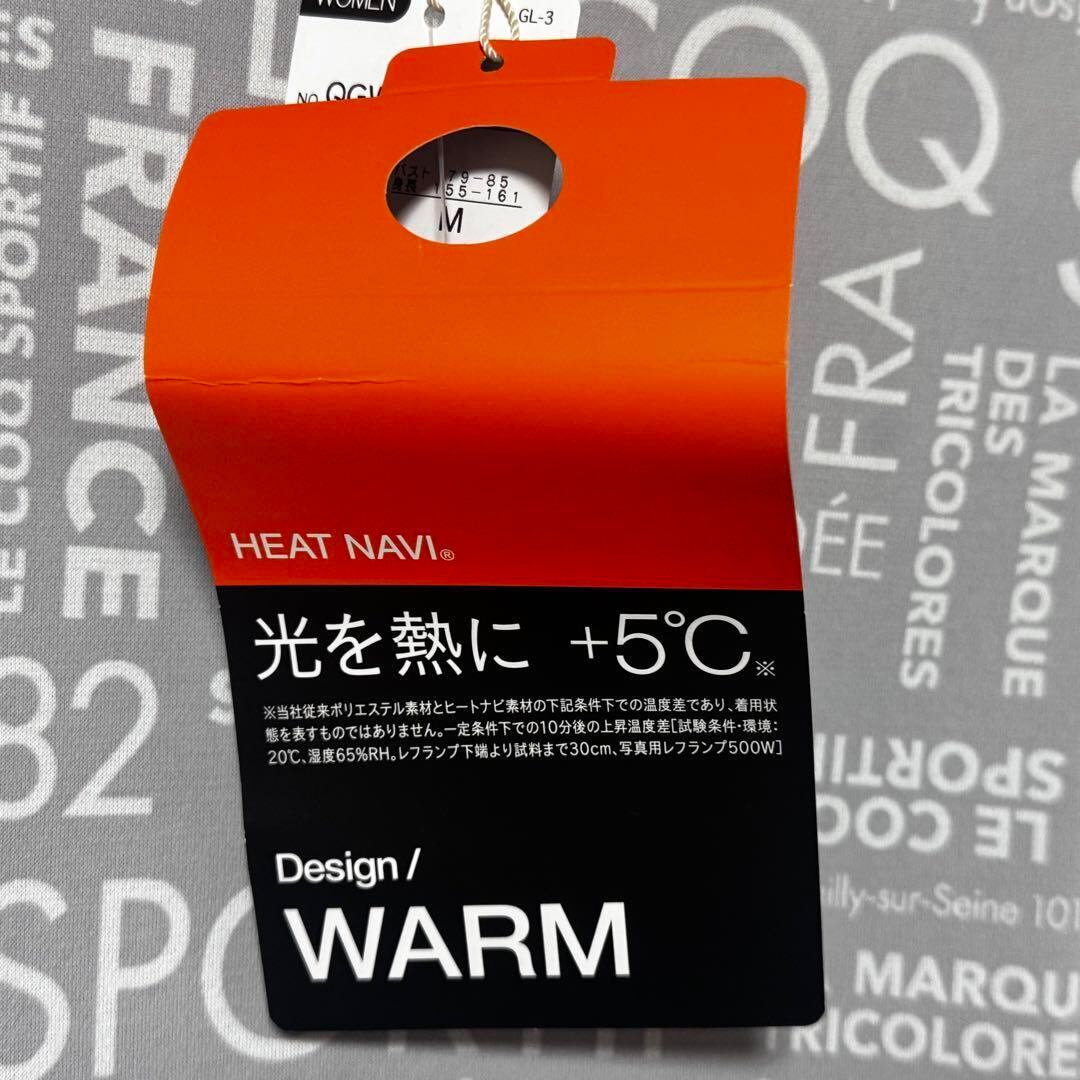 WOMEN
GL-3
No. QGW
バスト 79-85
身長 155-161
M
HEAT NAVI®
光を熱に +5℃※
※当社従来ポリエステル素材とヒートナビ素材の下記条件下での温度差であり、着用状
態を表すものではありません。一定条件下での10分後の上昇温度差[試験条件・環境:
20℃、湿度65%RH。レフランプ下端より試料まで30cm、写真用レフランプ500W]
Design/
WARM
LE COQ SPORTIF
FRANCE
82
SPO
COQ
FRA
ÉE
LA MARQUE
DES
TRICOLORES
LE COQ
SPORTIF
illy-sur-Seine 101
MARQU
TRICOLORE